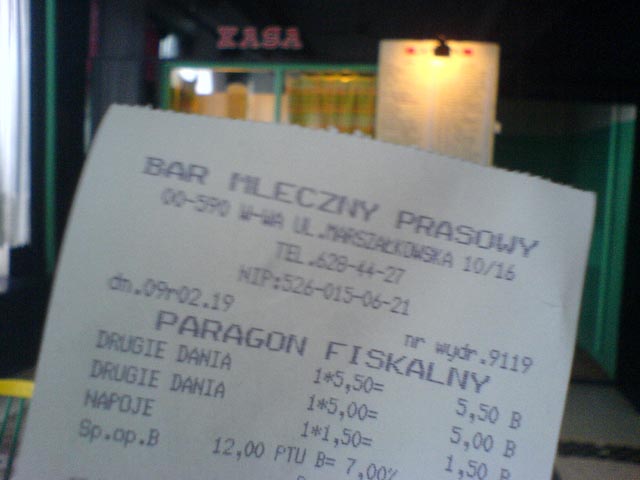 KASA
BAR MLECZNY PRASOWY
00-590 W-WA UL.MARSZAŁKOWSKA 10/16
TEL.628-44-27
NIP:526-015-06-21
dn.09r02.19 nr wydr.9119
PARAGON FISKALNY
DRUGIE DANIA 1*5,50= 5,50 B
DRUGIE DANIA 1*5,00= 5,00 B
NAPOJE 1*1,50= 1,50 B
Sp.op.B 12,00 PTU B= 7,00%